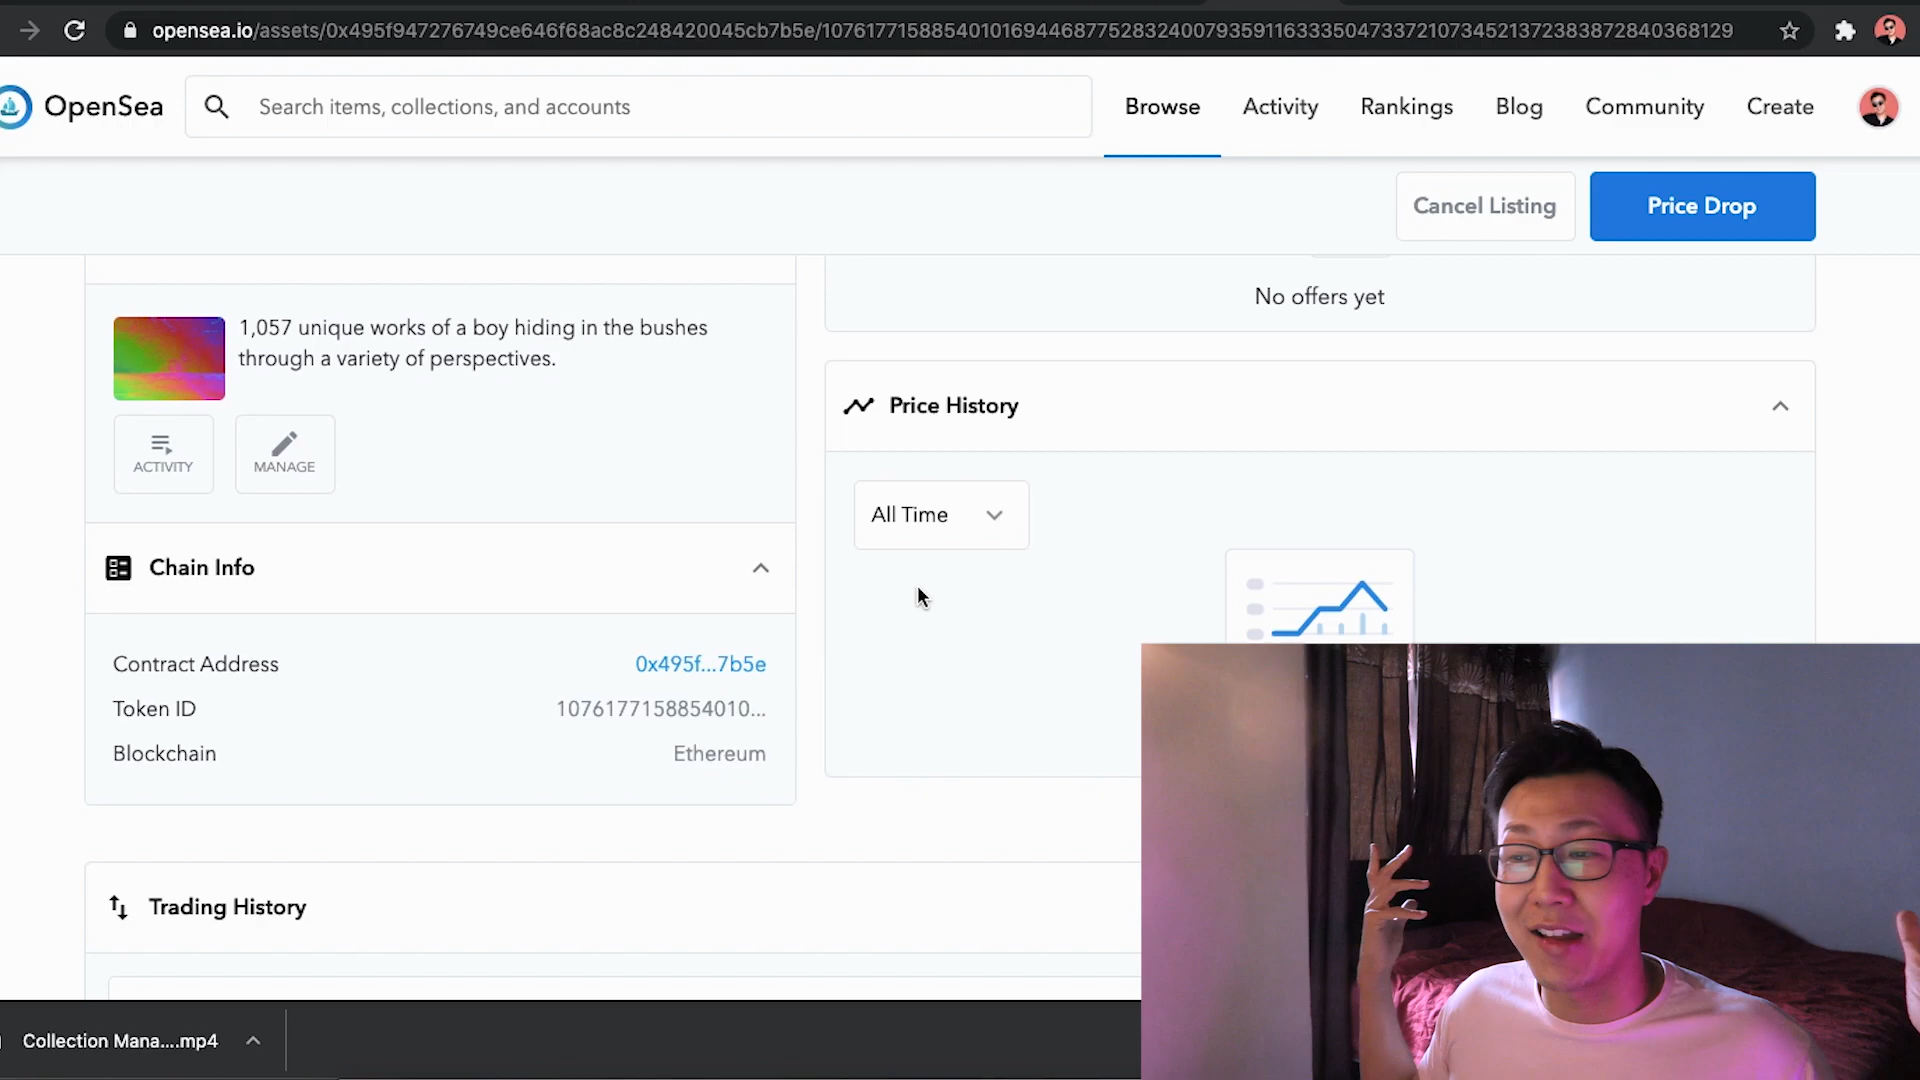 opensea.io/assets/0x495f947276749ce646f68ac8c248420045cb7b5e/107617715885401016944687752832400793591163335047337210734521372383872840368129
OpenSea
Search items, collections, and accounts
Browse
Activity
Rankings
Blog
Community
Create
Cancel Listing
Price Drop
1,057 unique works of a boy hiding in the bushes
through a variety of perspectives.
ACTIVITY
MANAGE
Chain Info
Contract Address
0x495f...7b5e
Token ID
1076177158854010...
Blockchain
Ethereum
No offers yet
Price History
All Time
Trading History
Collection Mana....mp4